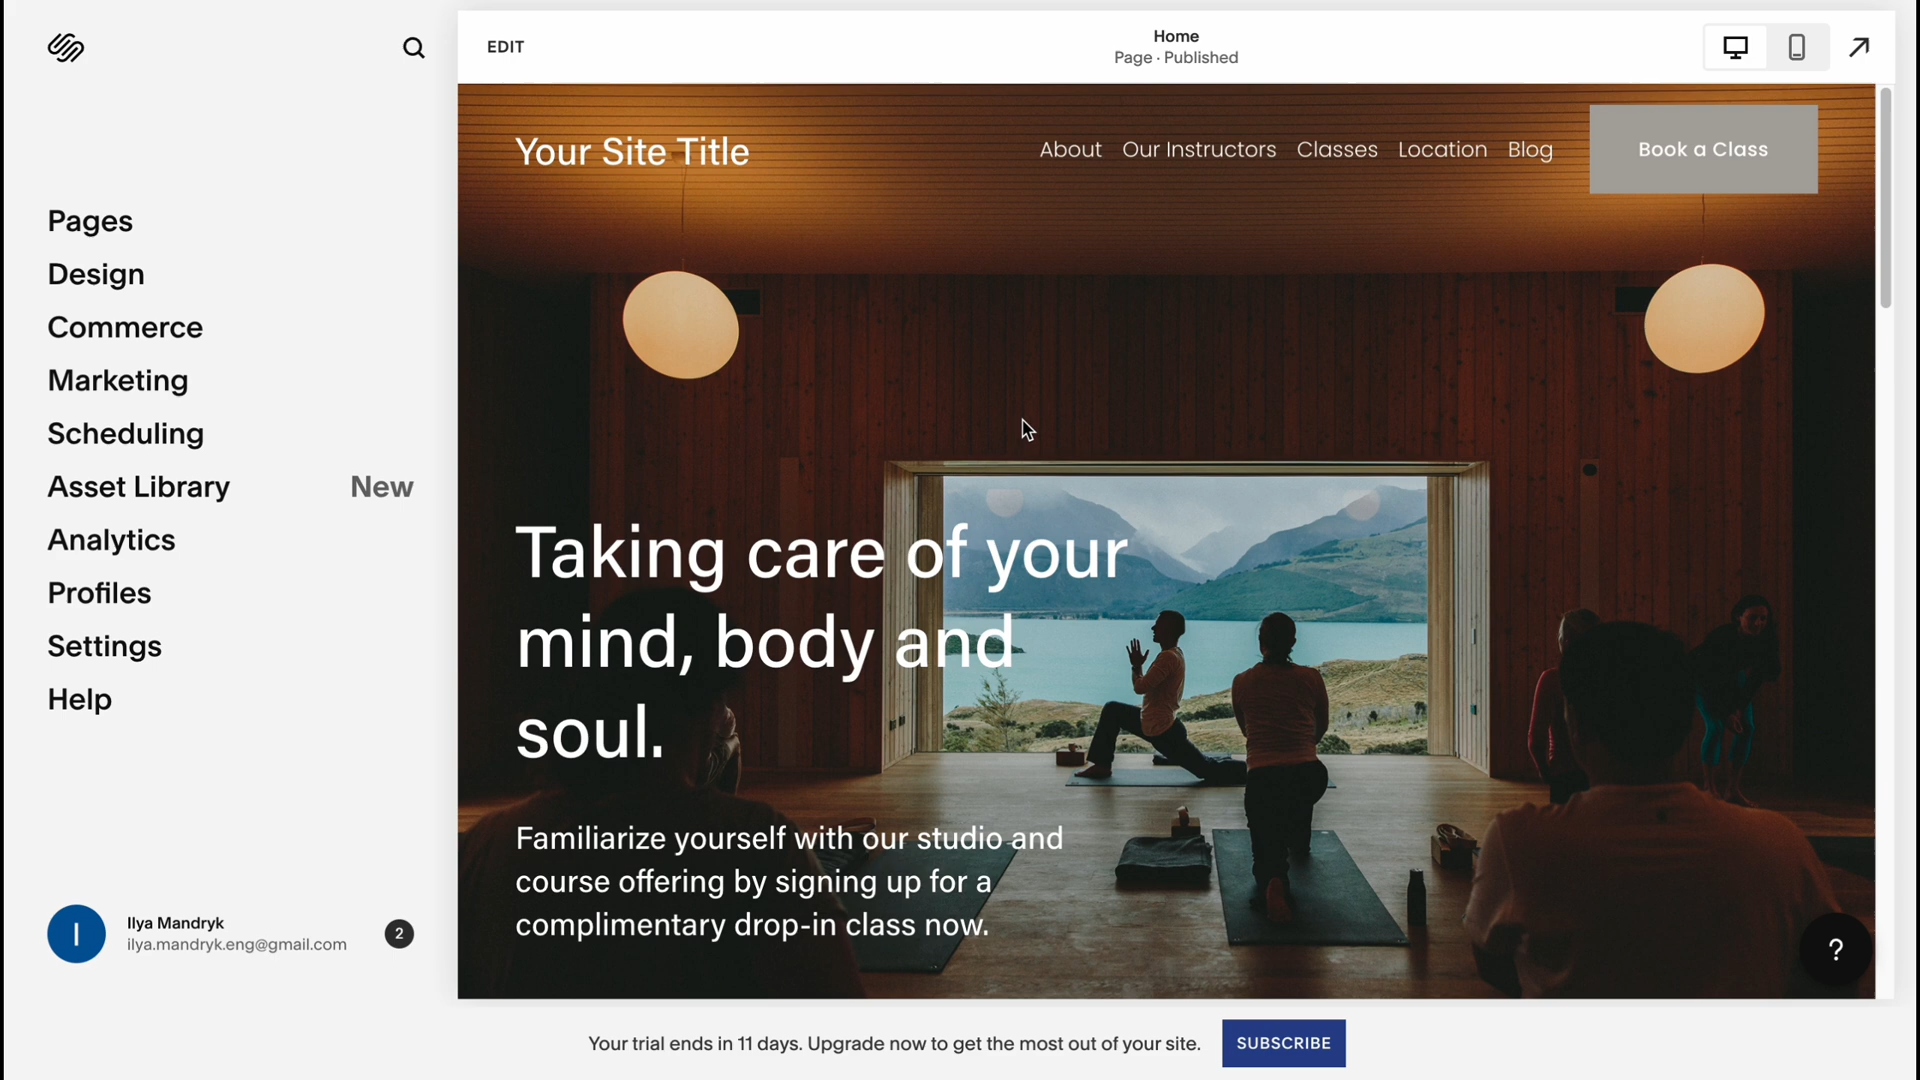 EDIT
Home
Page · Published
Pages
Design
Commerce
Marketing
Scheduling
Asset Library New
Analytics
Profiles
Settings
Help
Ilya Mandryk
ilya.mandryk.eng@gmail.com
I
2
Your Site Title
About Our Instructors Classes Location Blog
Book a Class
Taking care of your
mind, body and
soul.
Familiarize yourself with our studio and
course offering by signing up for a
complimentary drop-in class now.
?
Your trial ends in 11 days. Upgrade now to get the most out of your site.
SUBSCRIBE